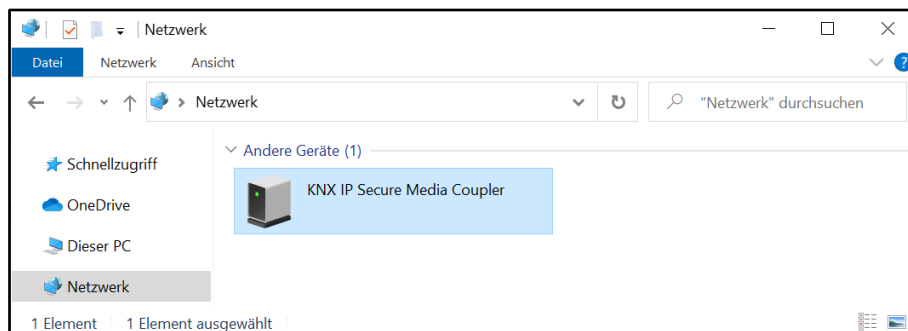 Netzwerk
Datei Netzwerk Ansicht
Netzwerk
"Netzwerk" durchsuchen
Schnellzugriff
OneDrive
Dieser PC
Netzwerk
Andere Geräte (1)
KNX IP Secure Media Coupler
1 Element 1 Element ausgewählt